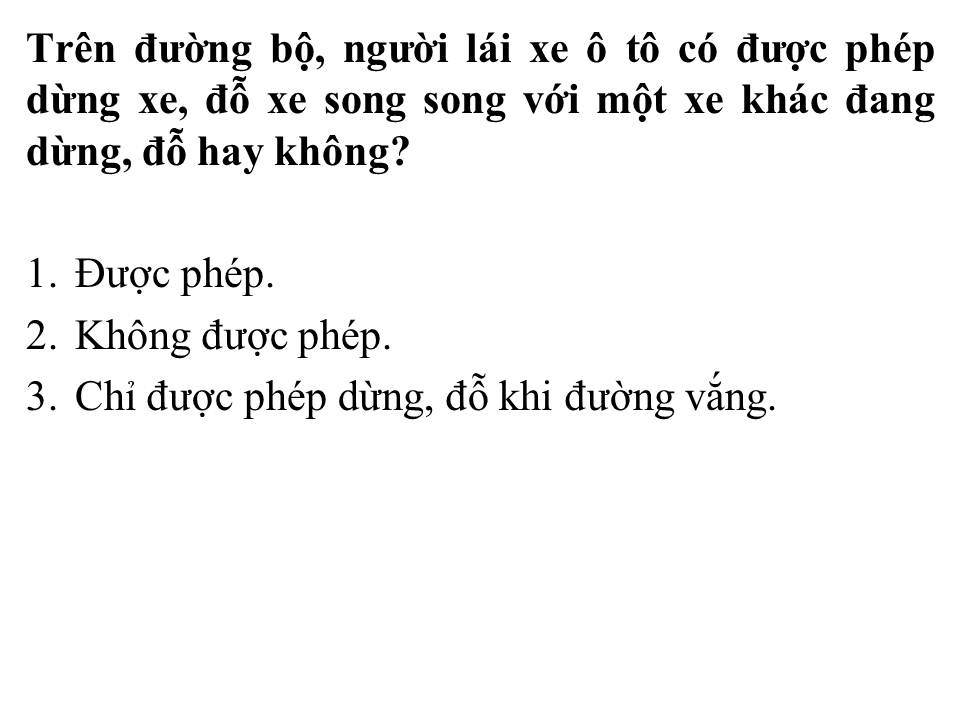 Trên đường bộ, người lái xe ô tô có được phép
dừng xe, đỗ xe song song với một xe khác đang
dừng, đỗ hay không?
1. Được phép.
2. Không được phép.
3. Chỉ được phép dừng, đỗ khi đường vắng.